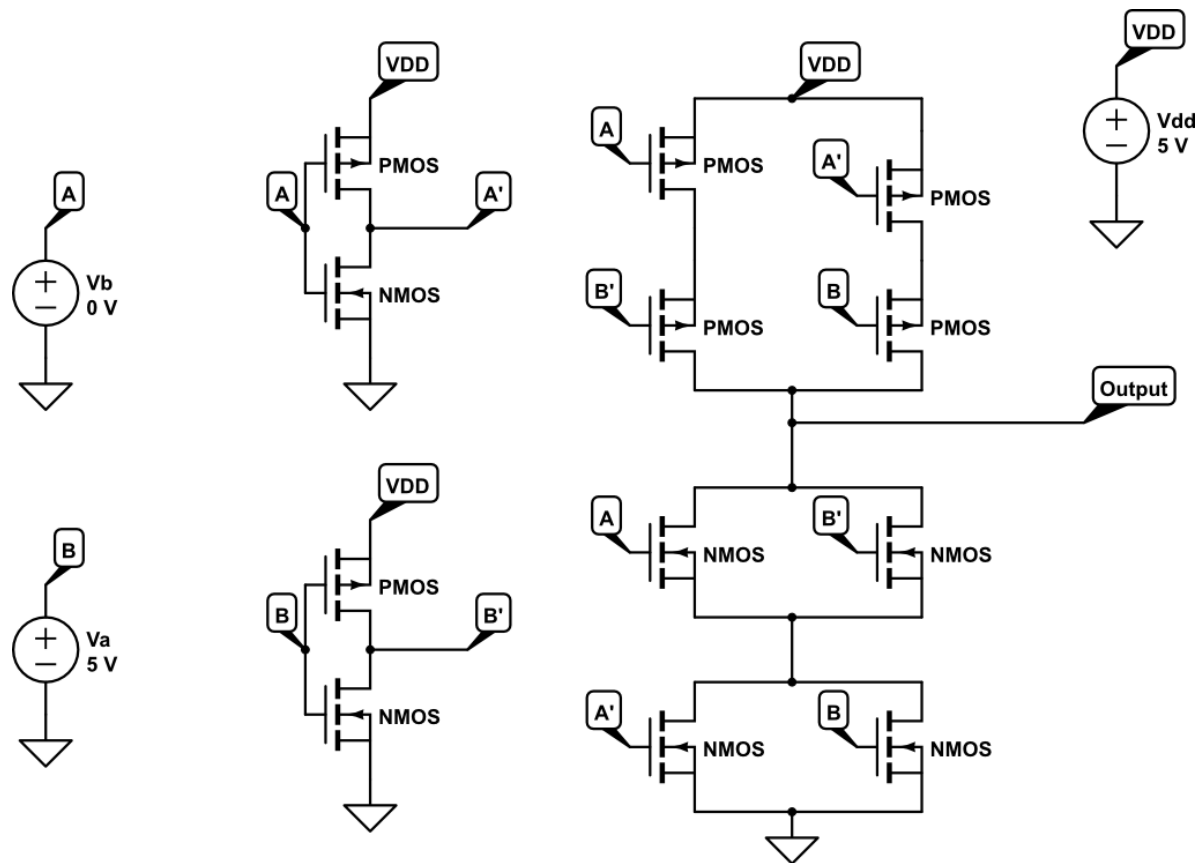 VDD
VDD
VDD
A
Vdd
5 V
PMOS
PMOS
A'
PMOS
A
A
A'
Vb
0 V
NMOS
B'
PMOS
B
PMOS
Output
VDD
A
NMOS
B'
NMOS
B
PMOS
B
B'
Va
5 V
NMOS
A'
NMOS
B
NMOS